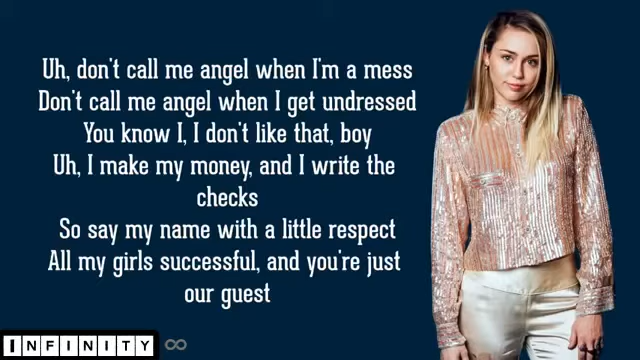 Uh, don't call me angel when I'm a mess
Don't call me angel when I get undressed
You know I, I don't like that, boy
Uh, I make my money, and I write the
checks
So say my name with a little respect
All my girls successful, and you're just
our guest
INFINITY ∞